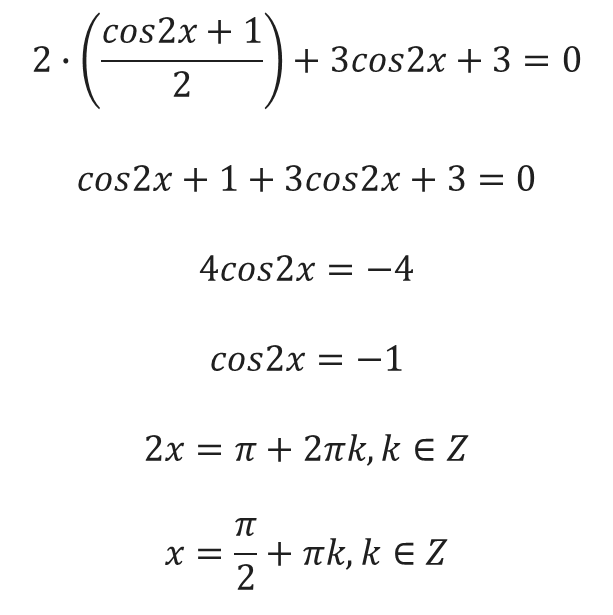 2 · (cos2x + 1 / 2) + 3cos2x + 3 = 0
cos2x + 1 + 3cos2x + 3 = 0
4cos2x = −4
cos2x = −1
2x = π + 2πk, k ∈ Z
x = π/2 + πk, k ∈ Z